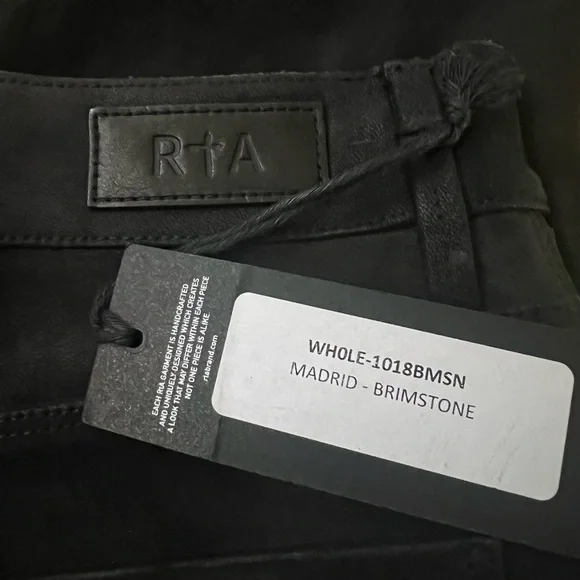 R†A
EACH RtA GARMENT IS HANDCRAFTED
AND UNIQUELY DESIGNED WHICH CREATES
A LOOK THAT MAY DIFFER WITHIN EACH PIECE
NOT ONE PIECE IS ALIKE
rtabrand.com
WH0LE-1018BMSN
MADRID - BRIMSTONE